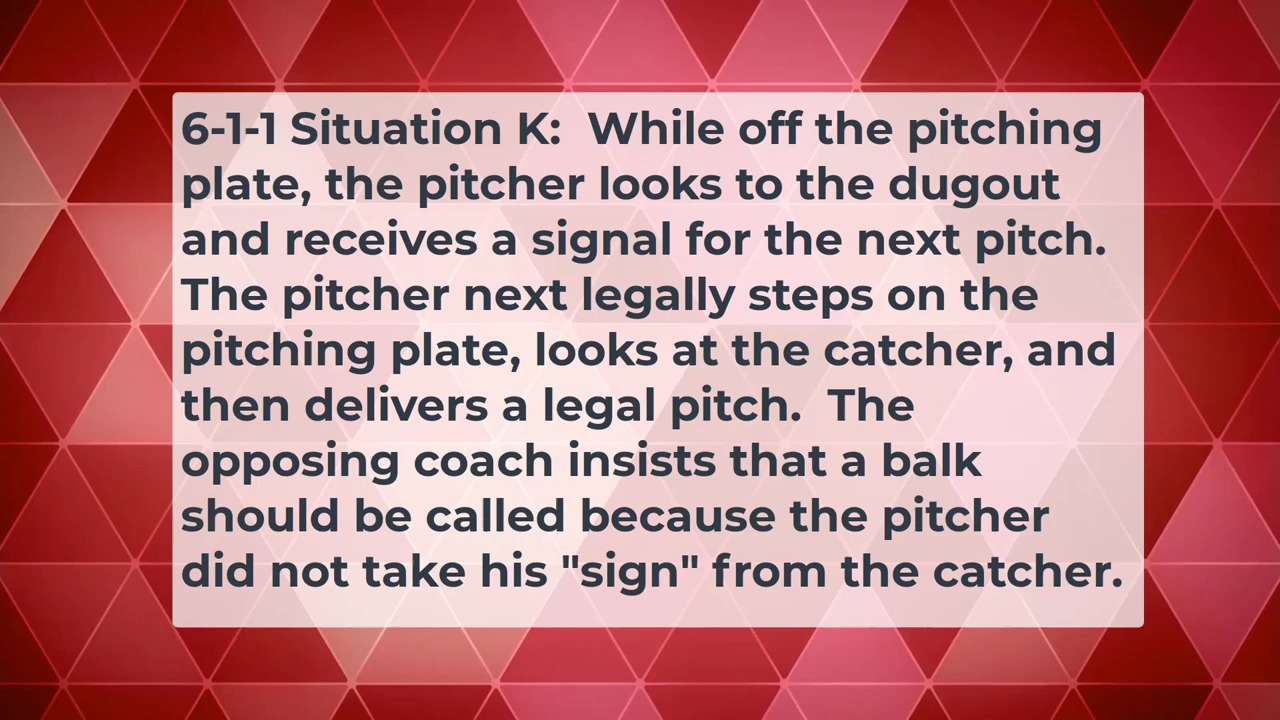 6-1-1 Situation K:  While off the pitching
plate, the pitcher looks to the dugout
and receives a signal for the next pitch.
The pitcher next legally steps on the
pitching plate, looks at the catcher, and
then delivers a legal pitch.  The
opposing coach insists that a balk
should be called because the pitcher
did not take his "sign" from the catcher.